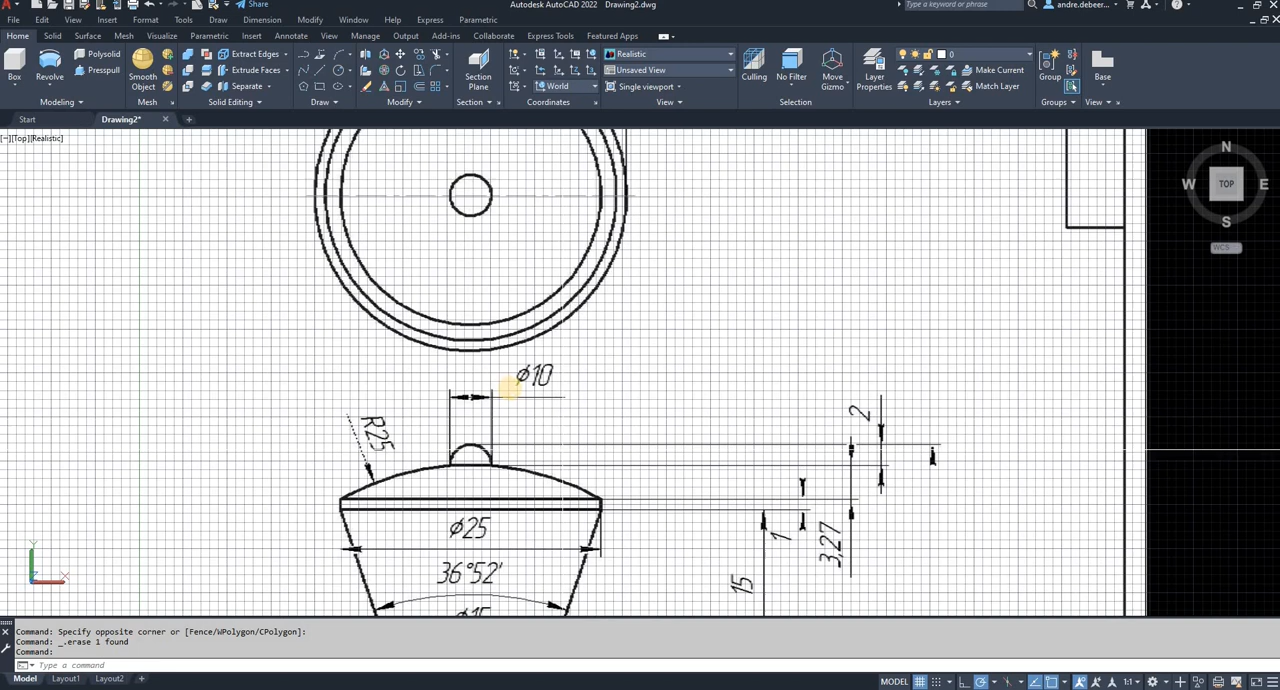 Share
Autodesk AutoCAD 2022 Drawing2.dwg
Type a keyword or phrase
andre.debeer...
File Edit View Insert Format Tools Draw Dimension Modify Window Help Express Parametric
Home Solid Surface Mesh Visualize Parametric Insert Annotate View Manage Output Add-ins Collaborate Express Tools Featured Apps
Box
Revolve
Polysolid
Presspull
Modeling
Smooth Object
Mesh
Extract Edges
Extrude Faces
Separate
Solid Editing
Draw
Modify
Section Plane
Section
World
Coordinates
Realistic
Unsaved View
Single viewport
View
Culling
No Filter
Move Gizmo
Selection
Layer Properties
0
Make Current
Match Layer
Layers
Group
Groups
Base
View
Start Drawing2*
[−][Top][Realistic]
N
W TOP E
S
WCS
ϕ10
R25
2
ϕ25
1
3,27
36°52'
15
ϕ15
Y
X
Command: Specify opposite corner or [Fence/WPolygon/CPolygon]:
Command: _.erase 1 found
Command:
Type a command
Model Layout1 Layout2 +
MODEL 1:1